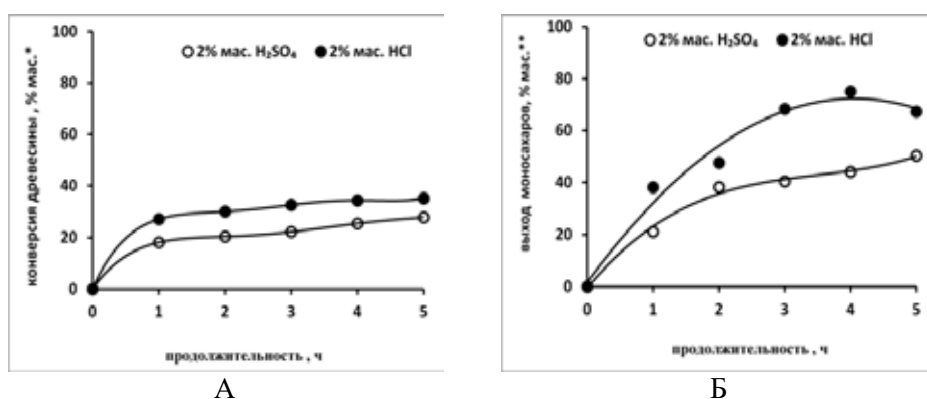 100
80
60
40
20
0
конверсия древесины , % мас.*
○ 2% мас. H₂SO₄ ● 2% мас. HCl
0 1 2 3 4 5
продолжительность , ч
А
100
80
60
40
20
0
выход моносахаров, % мас.**
● 2% мас. HCl
○ 2% мас. H₂SO₄
0 1 2 3 4 5
продолжительность , ч
Б